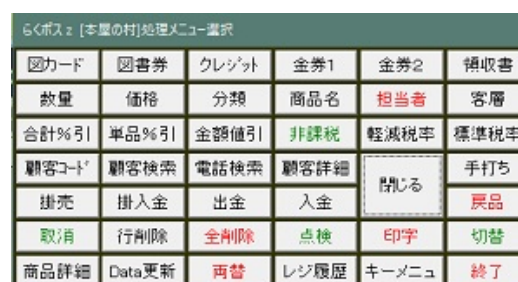 らくポスz [本屋の村]処理メニュー選択
図カード 図書券 クレジット 金券1 金券2 領収書
数量 価格 分類 商品名 担当者 客層
合計%引 単品%引 金額値引 非課税 軽減税率 標準税率
顧客コード 顧客検索 電話検索 顧客詳細 閉じる 手打ち
掛売 掛入金 出金 入金 戻品
取消 行削除 全削除 点検 印字 切替
商品詳細 Data更新 両替 レジ履歴 キーメニュ 終了